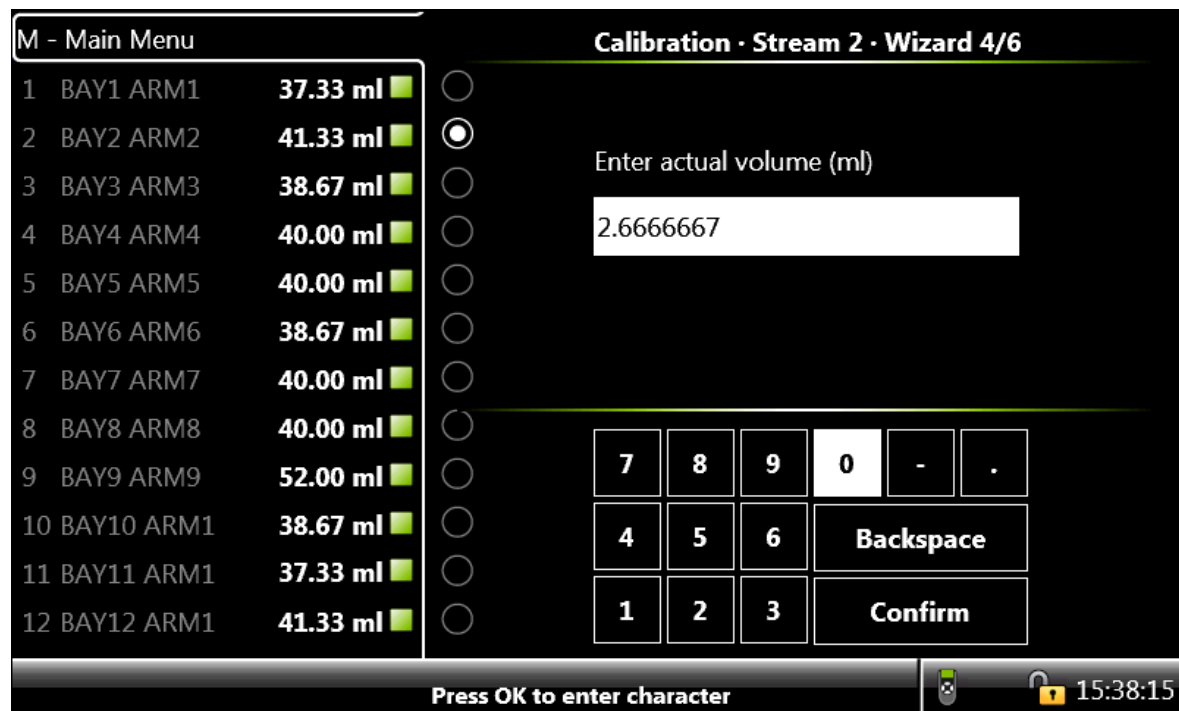 M - Main Menu
1 BAY1 ARM1 37.33 ml
2 BAY2 ARM2 41.33 ml
3 BAY3 ARM3 38.67 ml
4 BAY4 ARM4 40.00 ml
5 BAY5 ARM5 40.00 ml
6 BAY6 ARM6 38.67 ml
7 BAY7 ARM7 40.00 ml
8 BAY8 ARM8 40.00 ml
9 BAY9 ARM9 52.00 ml
10 BAY10 ARM1 38.67 ml
11 BAY11 ARM1 37.33 ml
12 BAY12 ARM1 41.33 ml
Calibration · Stream 2 · Wizard 4/6
Enter actual volume (ml)
2.6666667
7 8 9 0 - .
4 5 6 Backspace
1 2 3 Confirm
Press OK to enter character
15:38:15